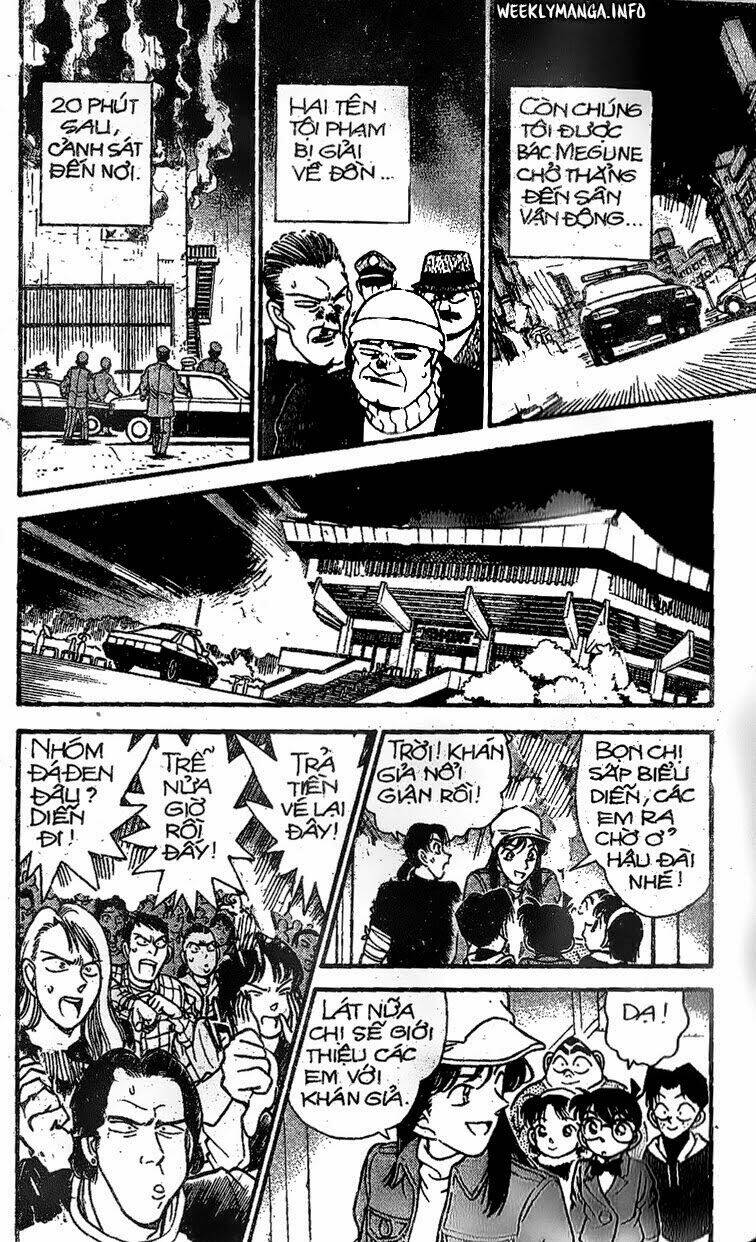 WEEKLYMANGA.INFO
20 PHÚT
SAU,
CẢNH SÁT
ĐẾN NƠI.
HAI TÊN
TỘI PHẠM
BỊ GIẢI
VỀ ĐỒN...
CÒN CHÚNG
TÔI ĐƯỢC
BÁC MEGUNE
CHỞ THẲNG
ĐẾN SÂN
VẬN ĐỘNG...
NHÓM
ĐÁ ĐEN
ĐÂU?
DIỄN
ĐI!
TRỄ
NỬA
GIỜ
RỒI
ĐẤY!
TRẢ
TIỀN
VÉ LẠI
ĐÂY!
TRỜI! KHÁN
GIẢ NỔI
GIẬN RỒI!
BỌN CHỊ
SẮP BIỂU
DIỄN, CÁC
EM RA
CHỜ Ở
HẬU ĐÀI
NHÉ!
LÁT NỮA
CHỊ SẼ GIỚI
THIỆU CÁC
EM VỚI
KHÁN GIẢ.
DẠ!